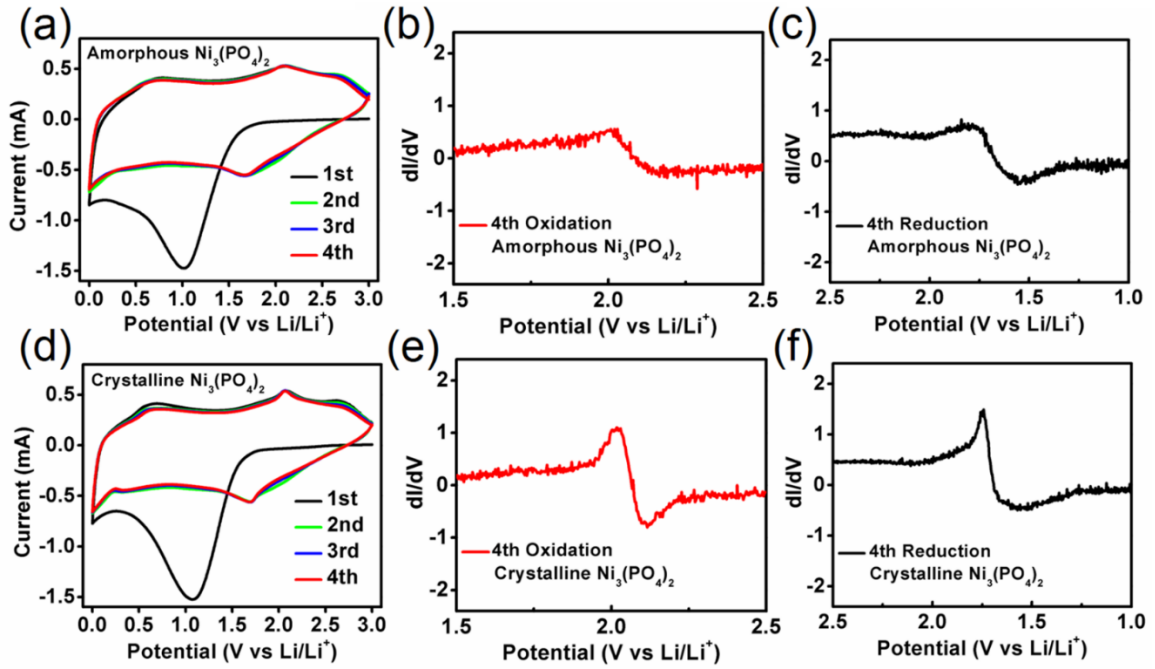 (a)
Amorphous Ni₃(PO₄)₂
Current (mA)
0.5
0.0
-0.5
-1.0
-1.5
1st
2nd
3rd
4th
0.0 0.5 1.0 1.5 2.0 2.5 3.0
Potential (V vs Li/Li⁺)
(b)
dI/dV
2
1
0
-1
-2
4th Oxidation
Amorphous Ni₃(PO₄)₂
1.5 2.0 2.5
Potential (V vs Li/Li⁺)
(c)
dI/dV
2
1
0
-1
-2
4th Reduction
Amorphous Ni₃(PO₄)₂
2.5 2.0 1.5 1.0
Potential (V vs Li/Li⁺)
(d)
Crystalline Ni₃(PO₄)₂
Current (mA)
0.5
0.0
-0.5
-1.0
-1.5
1st
2nd
3rd
4th
0.0 0.5 1.0 1.5 2.0 2.5 3.0
Potential (V vs Li/Li⁺)
(e)
dI/dV
2
1
0
-1
-2
4th Oxidation
Crystalline Ni₃(PO₄)₂
1.5 2.0 2.5
Potential (V vs Li/Li⁺)
(f)
dI/dV
2
1
0
-1
-2
4th Reduction
Crystalline Ni₃(PO₄)₂
2.5 2.0 1.5 1.0
Potential (V vs Li/Li⁺)